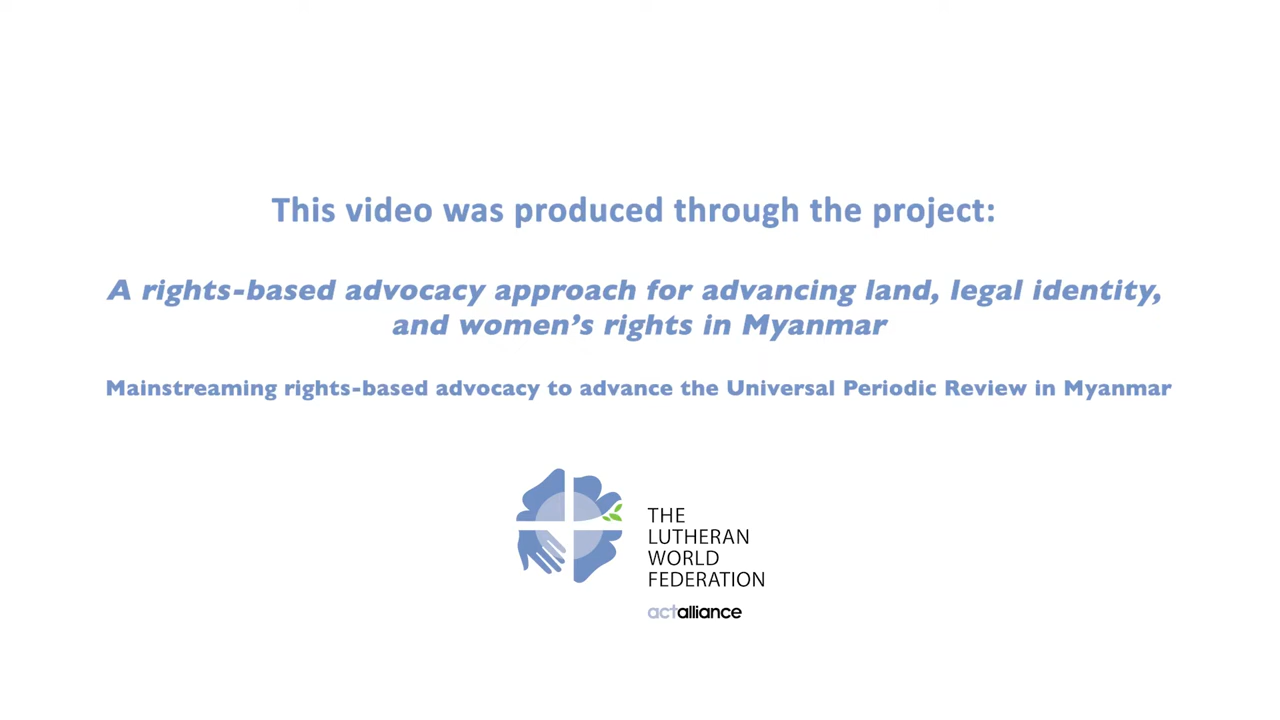 This video was produced through the project:
A rights-based advocacy approach for advancing land, legal identity,
and women's rights in Myanmar
Mainstreaming rights-based advocacy to advance the Universal Periodic Review in Myanmar
THE
LUTHERAN
WORLD
FEDERATION
actalliance